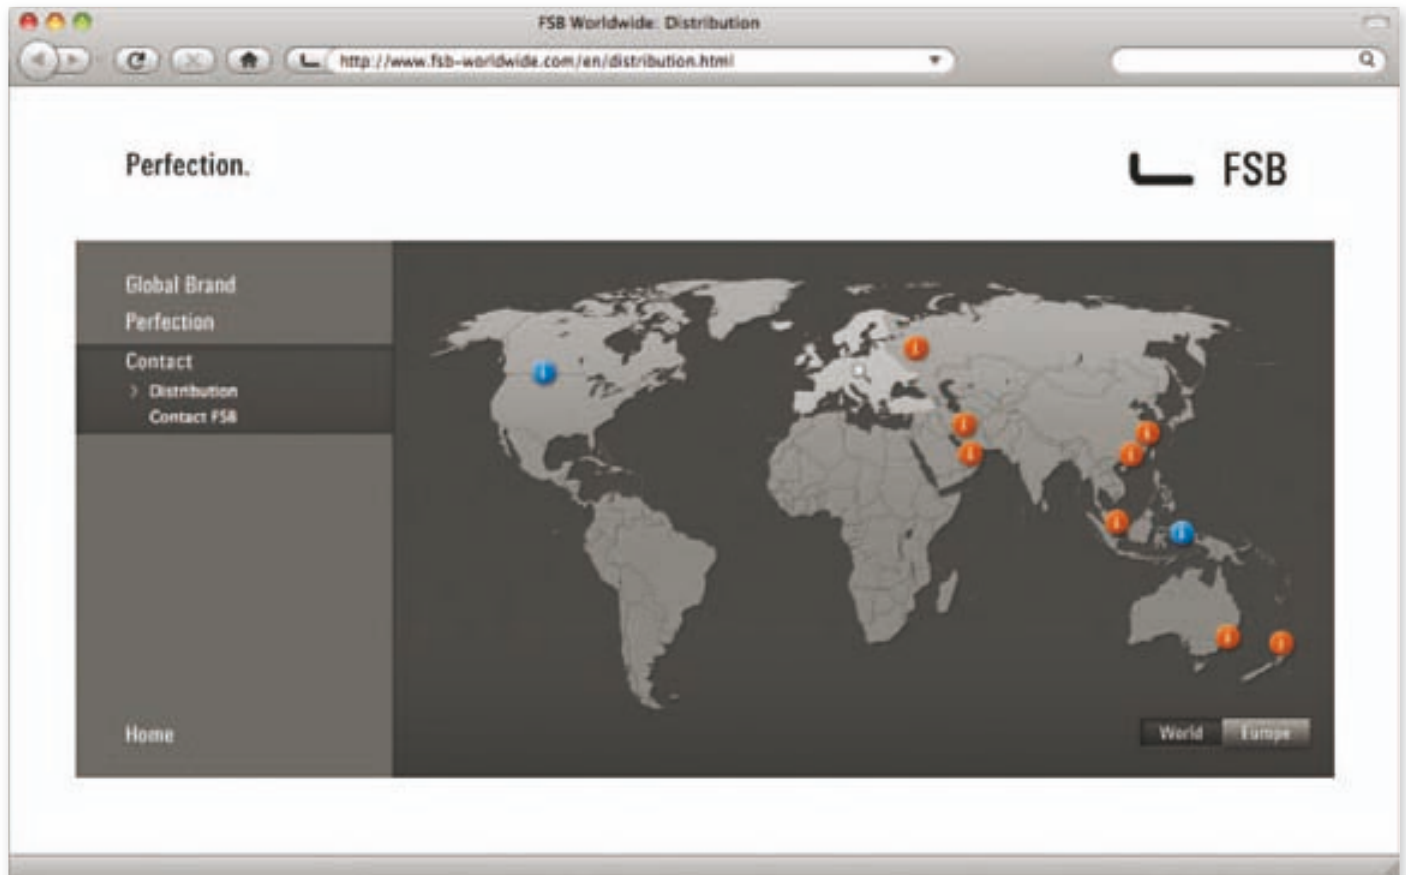 FSB Worldwide: Distribution
http://www.fsb-worldwide.com/en/distribution.html
Perfection.
FSB
Global Brand
Perfection
Contact
Distribution
Contact FSB
Home
World
Europe